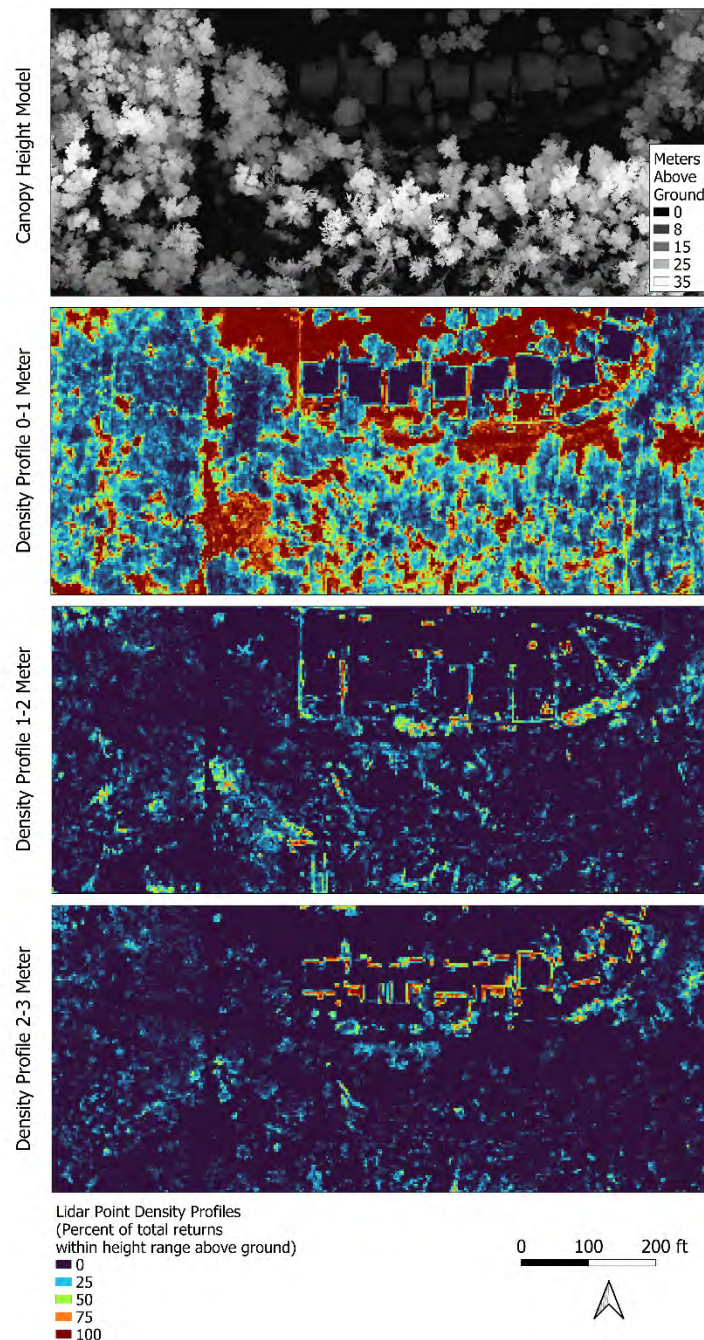 Canopy Height Model
Meters
Above
Ground
0
8
15
25
35
Density Profile 0-1 Meter
Density Profile 1-2 Meter
Density Profile 2-3 Meter
Lidar Point Density Profiles
(Percent of total returns
within height range above ground)
0
25
50
75
100
0 100 200 ft